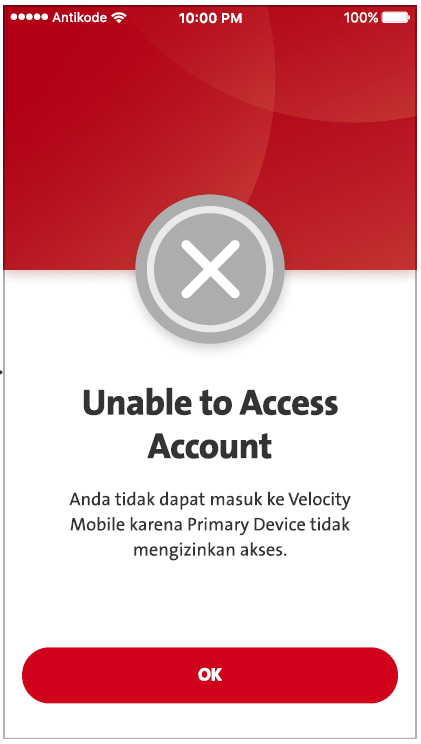 Antikode 10:00 PM 100%
Unable to Access
Account
Anda tidak dapat masuk ke Velocity
Mobile karena Primary Device tidak
mengizinkan akses.
OK